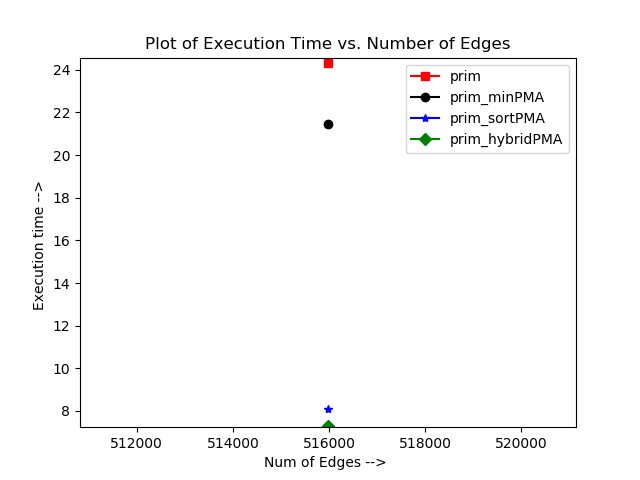 Plot of Execution Time vs. Number of Edges
24
22
20
18
16
14
12
10
8
Execution time -->
prim
prim_minPMA
prim_sortPMA
prim_hybridPMA
512000 514000 516000 518000 520000
Num of Edges -->